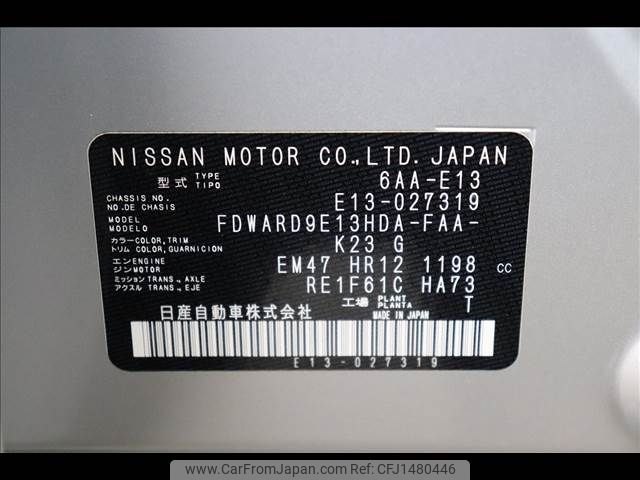 NISSAN MOTOR CO.,LTD. JAPAN
型式 TYPE TIPO 6AA-E13
CHASSIS NO. NO.DE CHASIS E13-027319
MODEL MODELO FDWARD9E13HDA-FAA-
カラー COLOR, TRIM トリム COLOR, GUARNICION K23 G
エンジン ENGINE MOTOR EM47 HR12 1198 CC
ミッション TRANS., AXLE アクスル TRANS., EJE RE1F61C HA73
工場 PLANT PLANTA T
日産自動車株式会社 MADE IN JAPAN
E13-027319
www.CarFromJapan.com - CFJ1480446